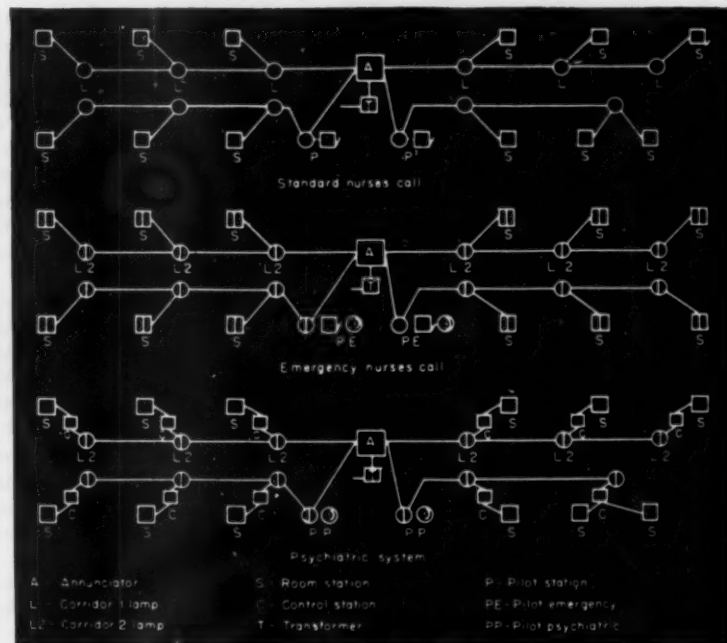 S S S A S S S
L L L L L L
T
S S S P P S S S
Standard nurses call
S S S A S S S
L2 L2 L2 L2 L2 L2
T
S S S PE PE S S S
Emergency nurses call
S S S A S S S
C C C C C C
L2 L2 L2 L2 L2 L2
C C C C C
S S S PP PP S S S
Psychiatric system
A - Annunciator S - Room station P - Pilot station
L - Corridor 1 lamp C - Control station PE - Pilot emergency
L2 - Corridor 2 lamp T - Transformer PP - Pilot psychiatric